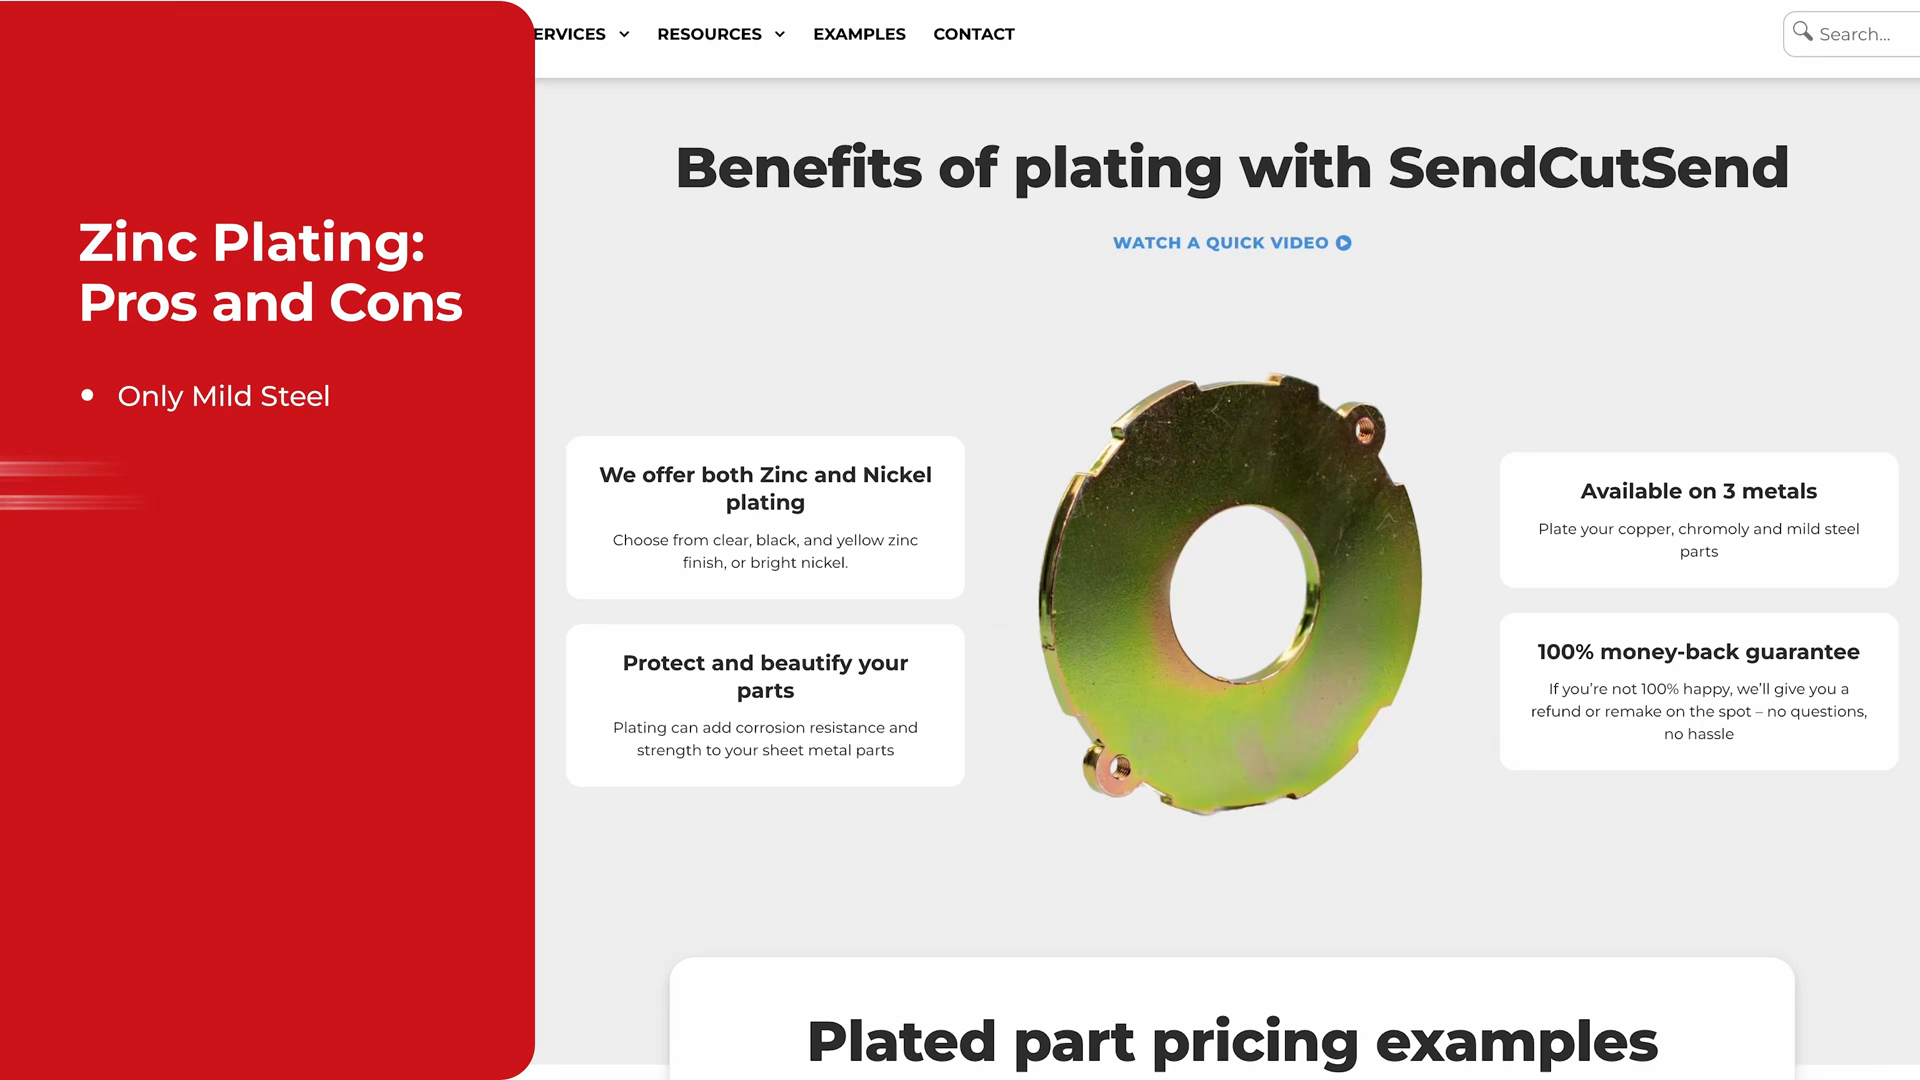 ERVICES
RESOURCES
EXAMPLES
CONTACT
Search...
Zinc Plating:
Pros and Cons
• Only Mild Steel
Benefits of plating with SendCutSend
WATCH A QUICK VIDEO
We offer both Zinc and Nickel
plating
Choose from clear, black, and yellow zinc
finish, or bright nickel.
Protect and beautify your
parts
Plating can add corrosion resistance and
strength to your sheet metal parts
Available on 3 metals
Plate your copper, chromoly and mild steel
parts
100% money-back guarantee
If you’re not 100% happy, we’ll give you a
refund or remake on the spot – no questions,
no hassle
Plated part pricing examples